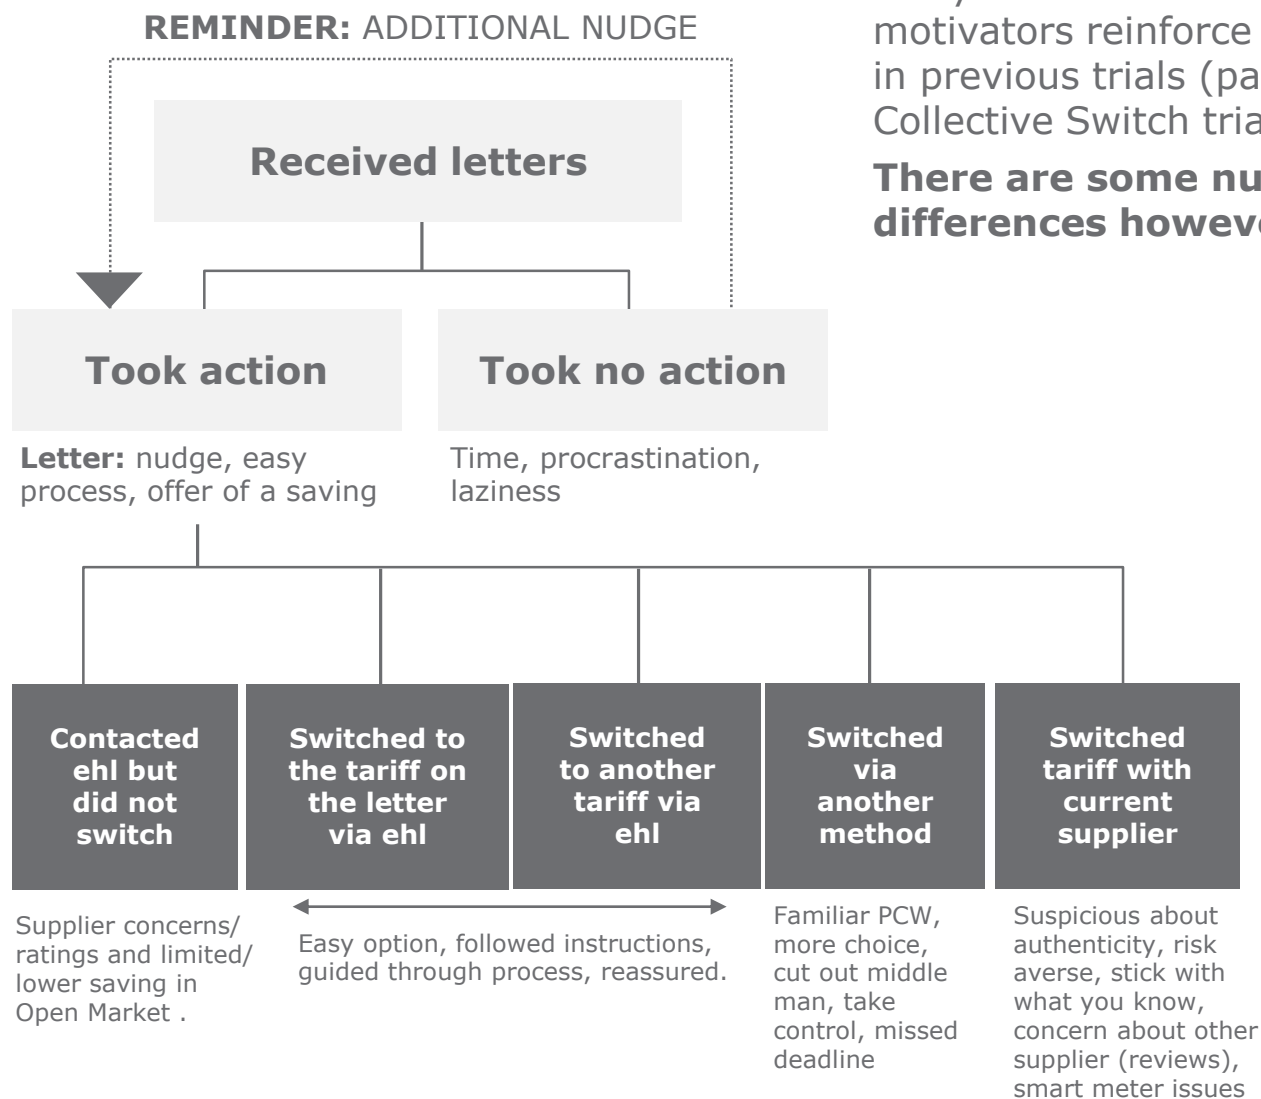 REMINDER: ADDITIONAL NUDGE
Received letters
Took action
Took no action
Letter: nudge, easy
process, offer of a saving
Time, procrastination,
laziness
Contacted
ehl but
did not
switch
Switched to
the tariff on
the letter
via ehl
Switched
to another
tariff via
ehl
Switched
via
another
method
Switched
tariff with
current
supplier
Supplier concerns/
ratings and limited/
lower saving in
Open Market .
Easy option, followed instructions,
guided through process, reassured.
Familiar PCW,
more choice,
cut out middle
man, take
control, missed
deadline
Suspicious about
authenticity, risk
averse, stick with
what you know,
concern about other
supplier (reviews),
smart meter issues
motivators reinforce
in previous trials (pa
Collective Switch tria
There are some nu
differences howev